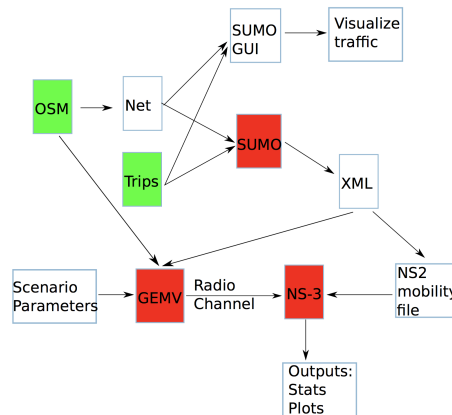 SUMO
GUI
Visualize
traffic
OSM
Net
SUMO
Trips
XML
Scenario
Parameters
GEMV
Radio
Channel
NS-3
NS2
mobility
file
Outputs:
Stats
Plots